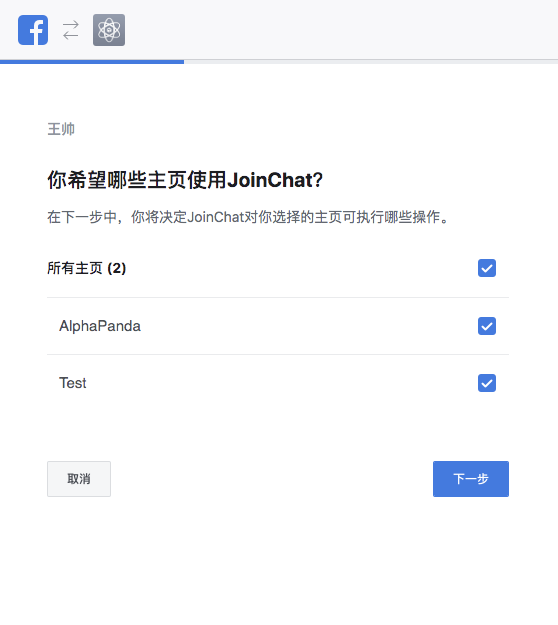 王帅
你希望哪些主页使用JoinChat?
在下一步中，你将决定JoinChat对你选择的主页可执行哪些操作。
所有主页 (2)
AlphaPanda
Test
取消
下一步